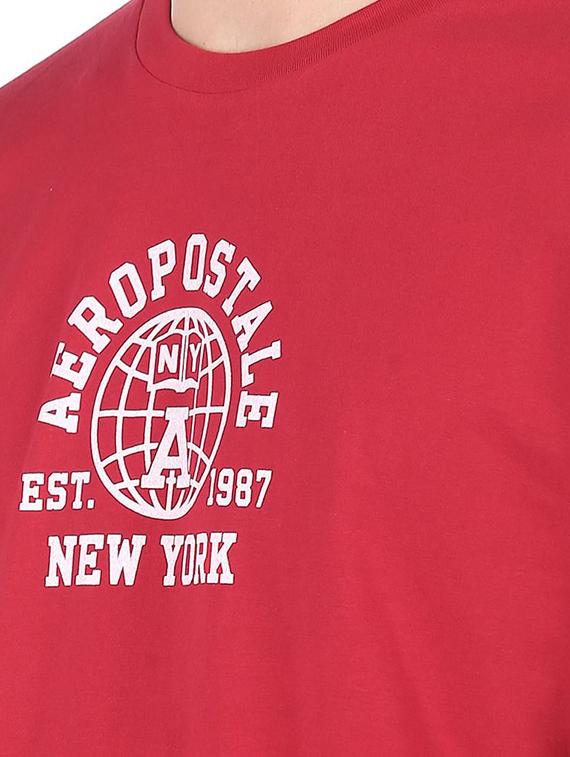 AEROPOSTALE
NY
A
EST. 1987
NEW YORK